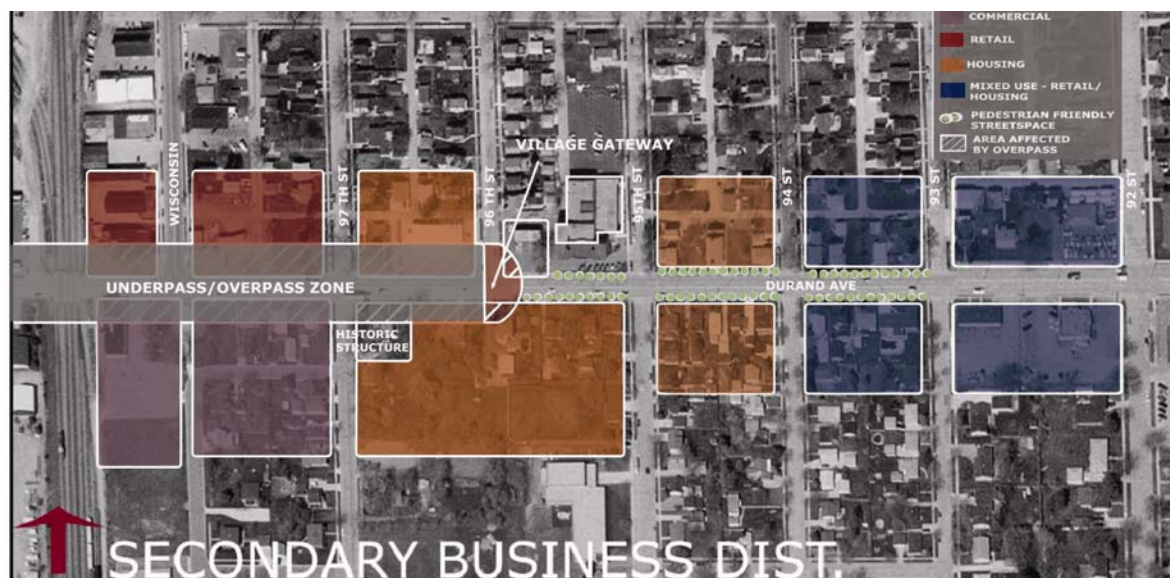 COMMERCIAL
RETAIL
HOUSING
MIXED USE - RETAIL/
HOUSING
PEDESTRIAN FRIENDLY
STREETSPACE
AREA AFFECTED
BY OVERPASS
VILLAGE GATEWAY
WISCONSIN
97 TH ST
96 TH ST
95TH ST
94 ST
93 ST
92 ST
UNDERPASS/OVERPASS ZONE
DURAND AVE
HISTORIC
STRUCTURE
SECONDARY BUSINESS DIST.